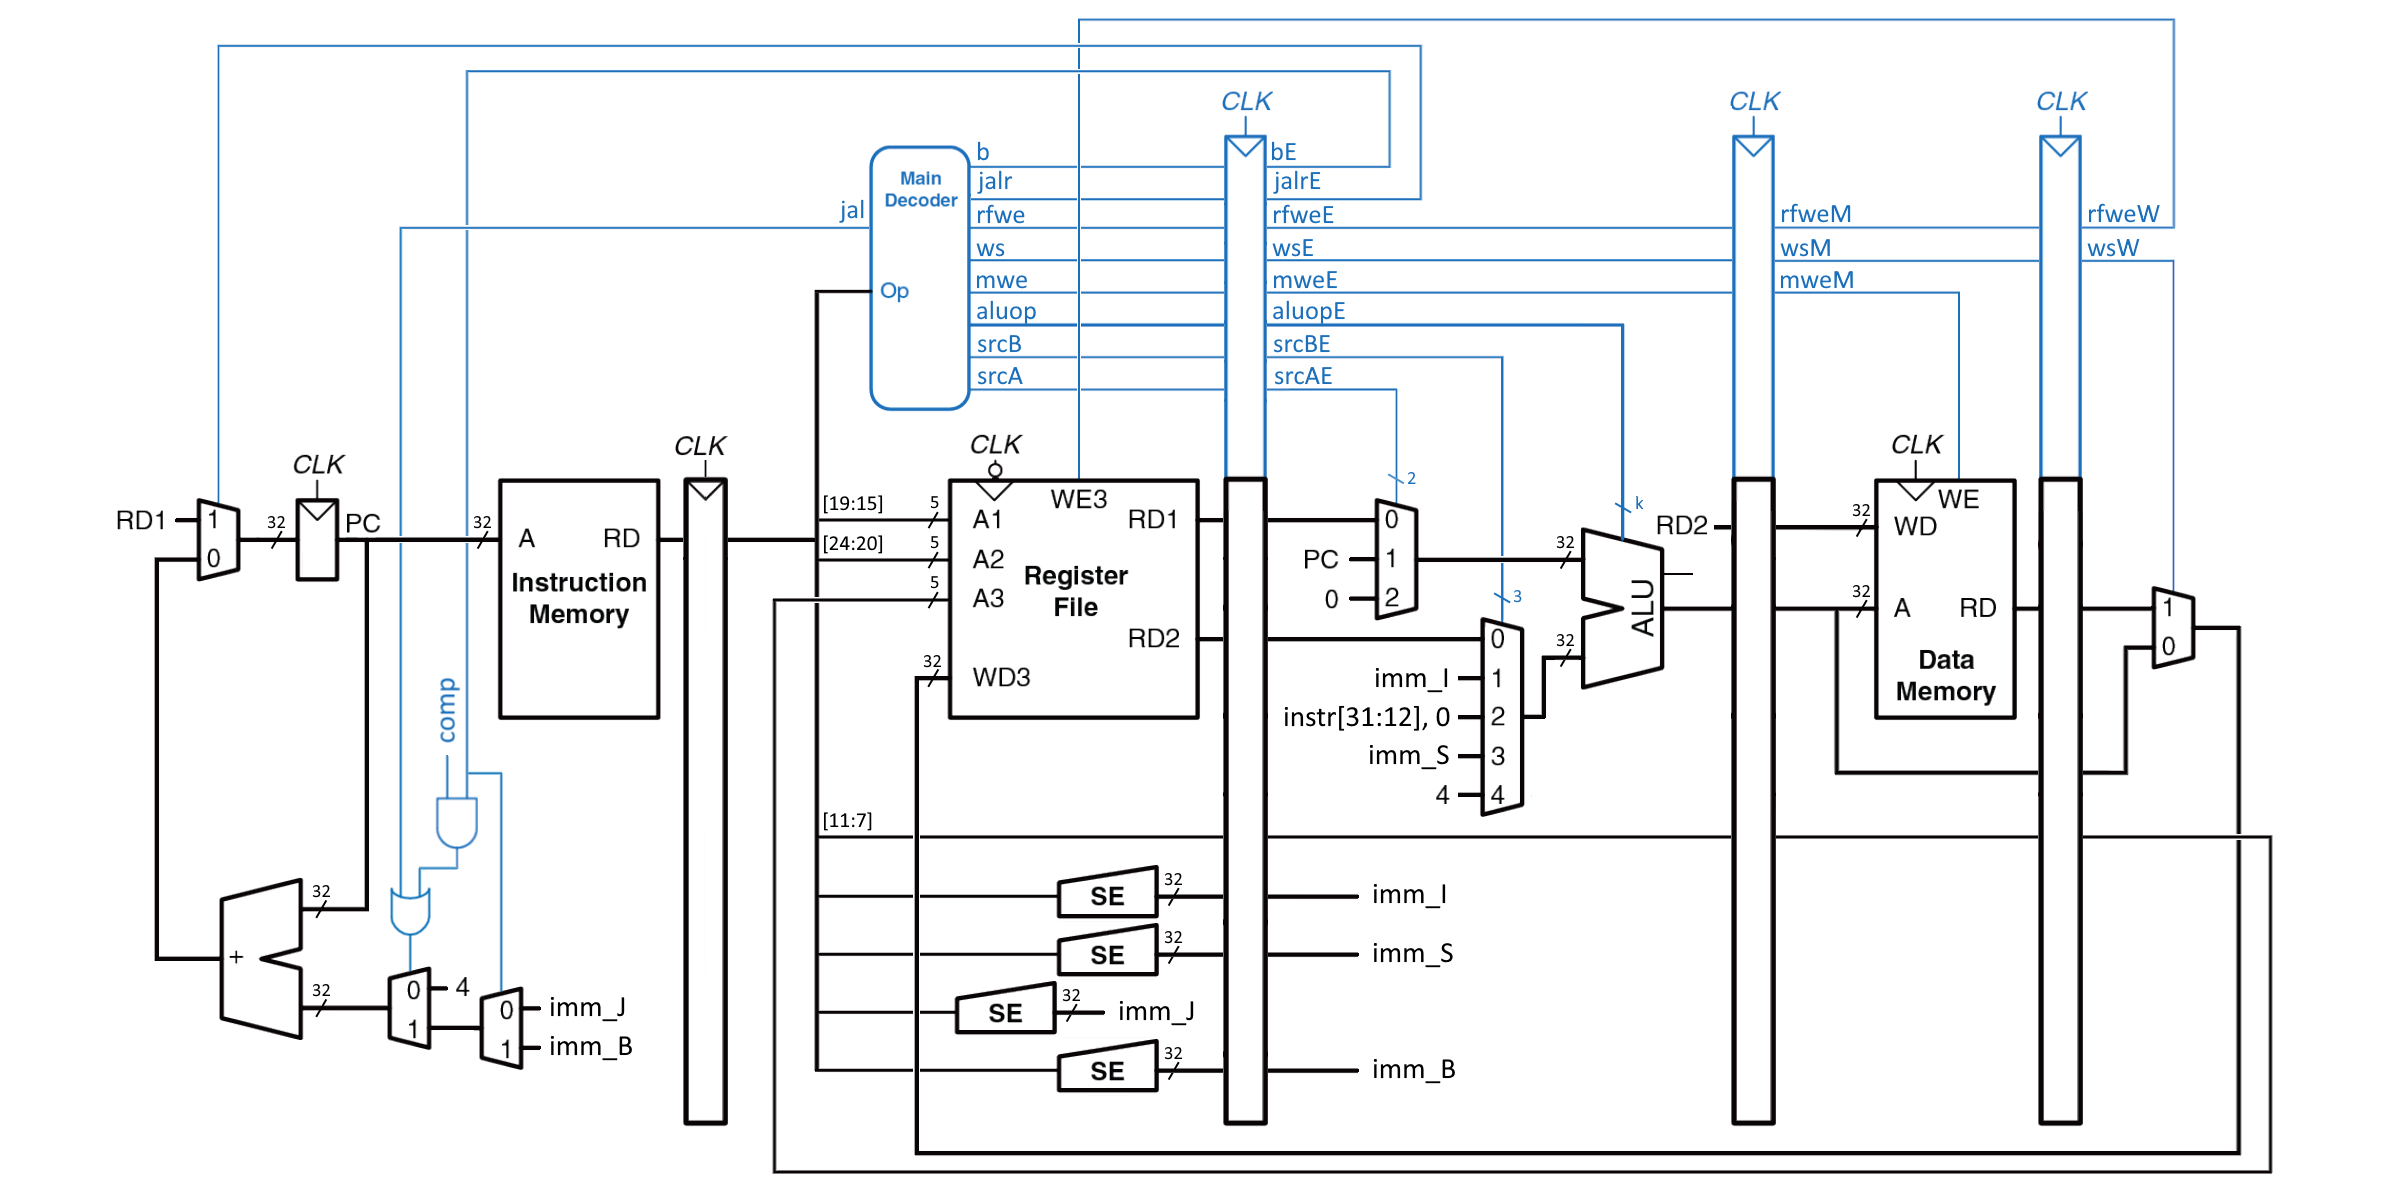 CLK
CLK
CLK
b
bE
Main
Decoder
jalr
jalrE
jal
rfwe
rfweE
rfweM
rfweW
ws
wsE
wsM
wsW
Op
mwe
mweE
mweM
aluop
aluopE
srcB
srcBE
srcA
srcAE
CLK
CLK
CLK
CLK
2
k
RD1
1
0
32
PC
32
A
RD
Instruction
Memory
[19:15]
5
[24:20]
5
5
A1
A2
A3
WE3
RD1
Register
File
RD2
32
WD3
0
PC
1
0
2
3
32
32
ALU
0
imm_I
1
instr[31:12], 0
2
imm_S
3
4
4
RD2
32
WD
WE
32
A
RD
Data
Memory
1
0
comp
[11:7]
SE
32
imm_I
SE
32
imm_S
SE
32
imm_J
SE
32
imm_B
32
+
32
0
4
1
0
imm_J
1
imm_B